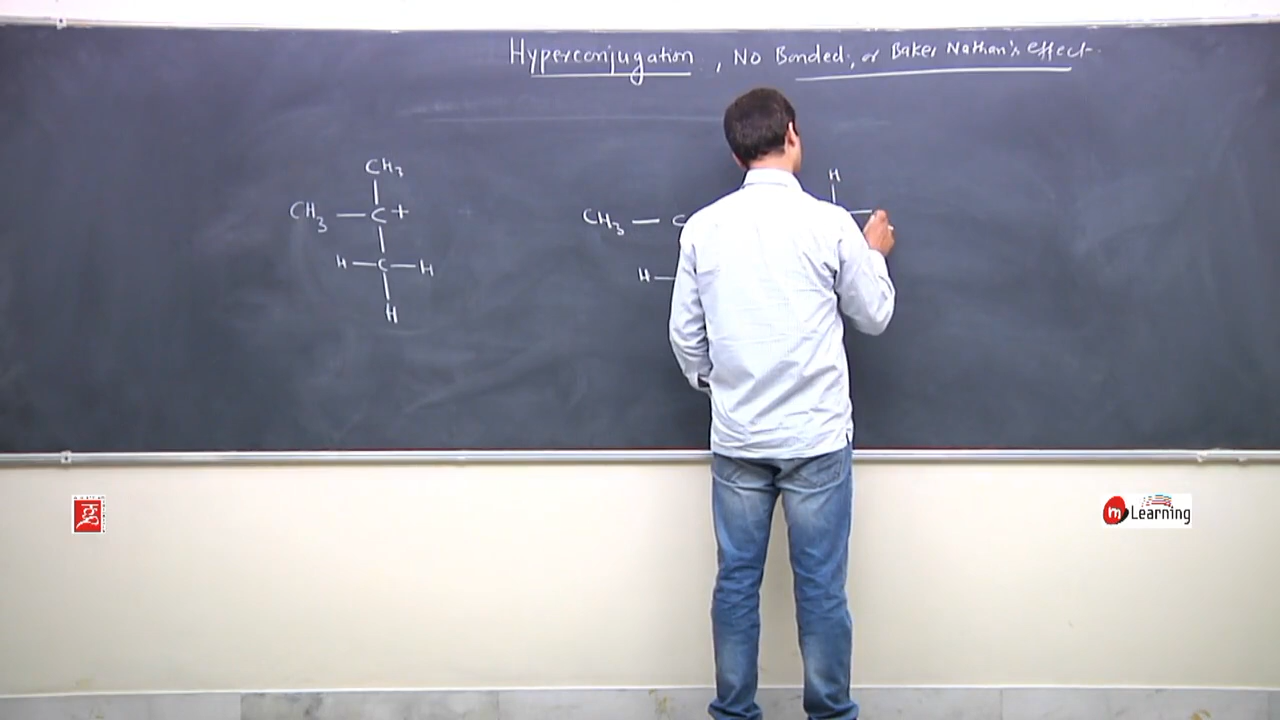 Hyperconjugation, No Bonded, or Baker Nathan's effect.
CH3
CH3 — C+
H — C — H
H
H
CH3 — C
H —
m Learning